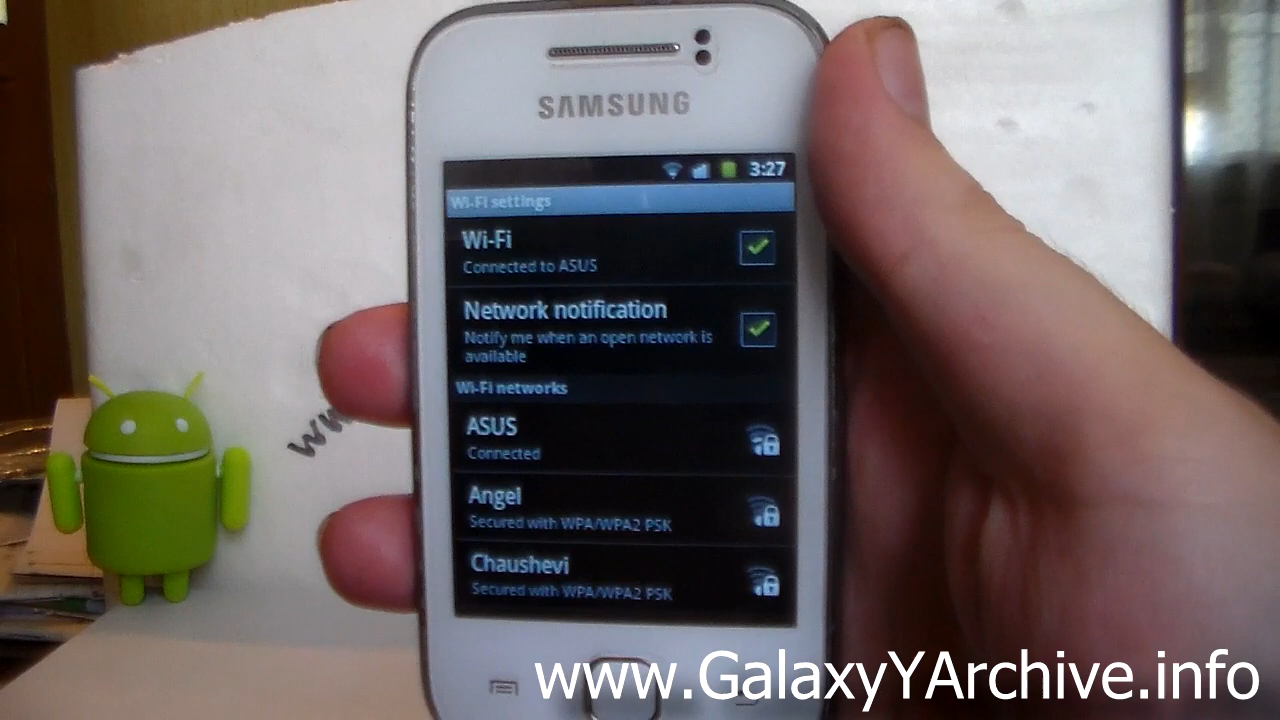 SAMSUNG
3:27
Wi-Fi settings
Wi-Fi
Connected to ASUS
Network notification
Notify me when an open network is
available
Wi-Fi networks
ASUS
Connected
Angel
Secured with WPA/WPA2 PSK
Chaushevi
Secured with WPA/WPA2 PSK
ww
www.GalaxyYArchive.info